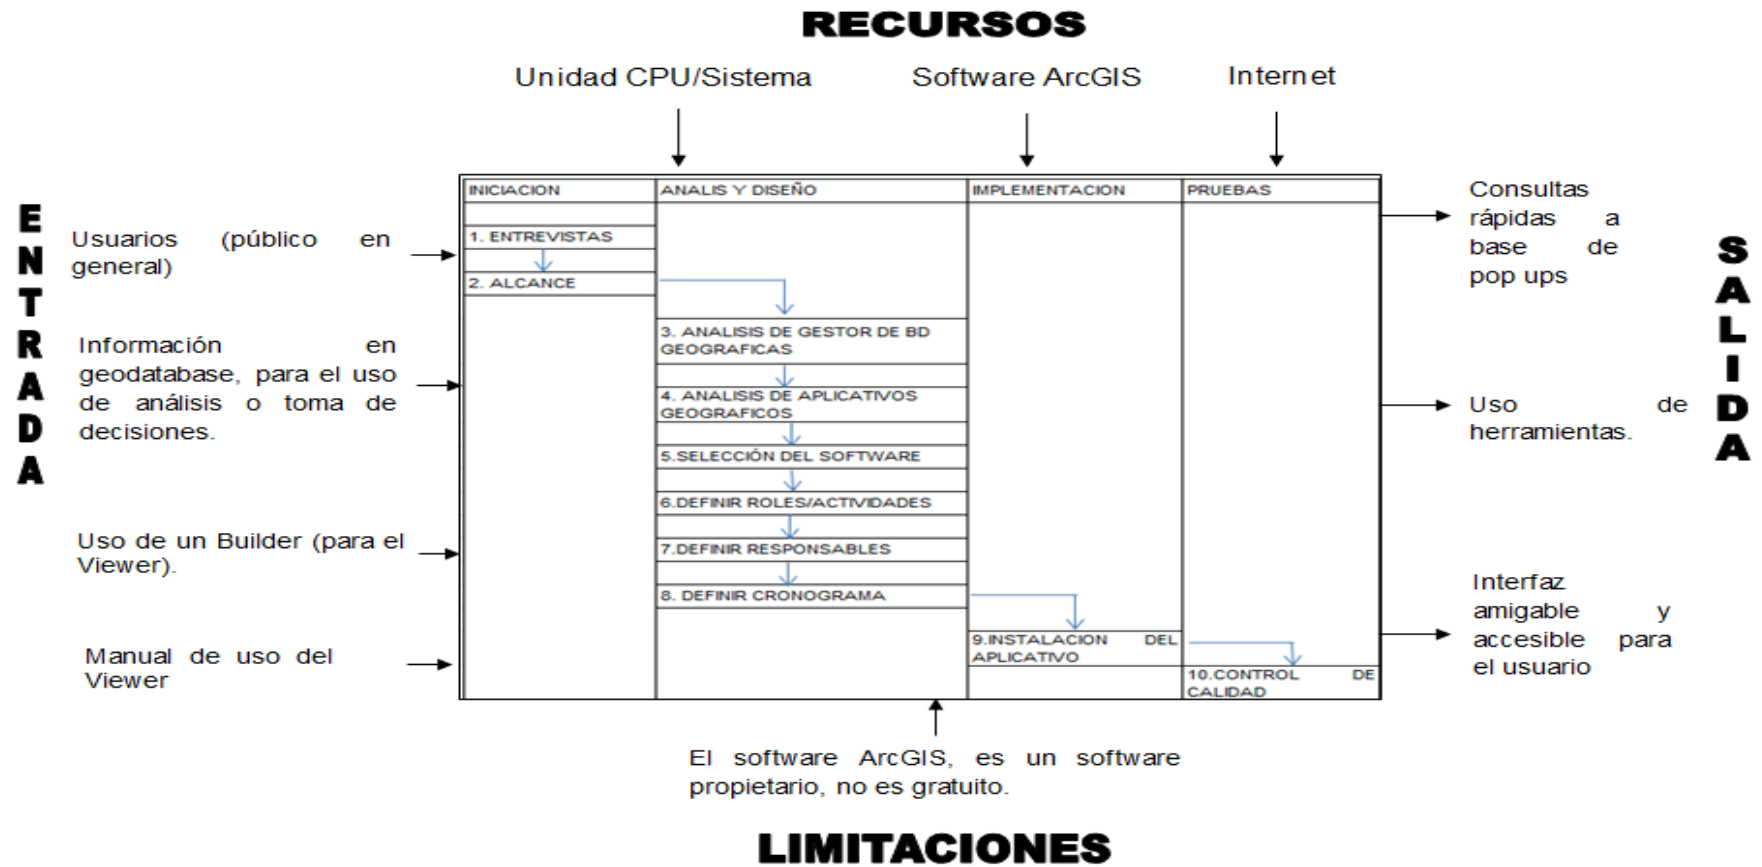 RECURSOS
Unidad CPU/Sistema
Software ArcGIS
Internet
ENTRADA
Usuarios (público en
general)
Información en
geodatabase, para el uso
de análisis o toma de
decisiones.
Uso de un Builder (para el
Viewer).
Manual de uso del
Viewer
INICIACION
ANALIS Y DISEÑO
IMPLEMENTACION
PRUEBAS
1. ENTREVISTAS
2. ALCANCE
3. ANALISIS DE GESTOR DE BD
GEOGRAFICAS
4. ANALISIS DE APLICATIVOS
GEOGRAFICOS
5.SELECCIÓN DEL SOFTWARE
6.DEFINIR ROLES/ACTIVIDADES
7.DEFINIR RESPONSABLES
8. DEFINIR CRONOGRAMA
9.INSTALACION DEL
APLICATIVO
10.CONTROL DE
CALIDAD
Consultas
rápidas a
base de
pop ups
Uso de
herramientas.
Interfaz
amigable y
accesible para
el usuario
SALIDA
El software ArcGIS, es un software
propietario, no es gratuito.
LIMITACIONES